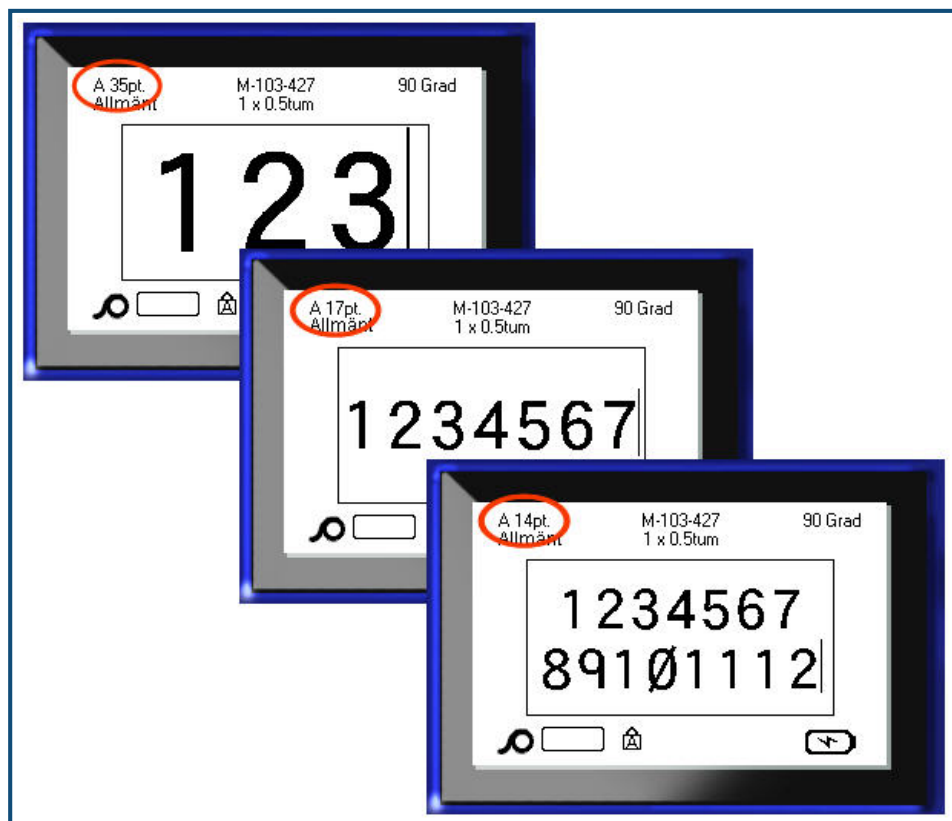 A 35pt. M-103-427 90 Grad
Allmänt 1 x 0.5tum
123
A
A 17pt. M-103-427 90 Grad
Allmänt 1 x 0.5tum
1234567
A 14pt. M-103-427 90 Grad
Allmänt 1 x 0.5tum
1234567
891Ø1112
A